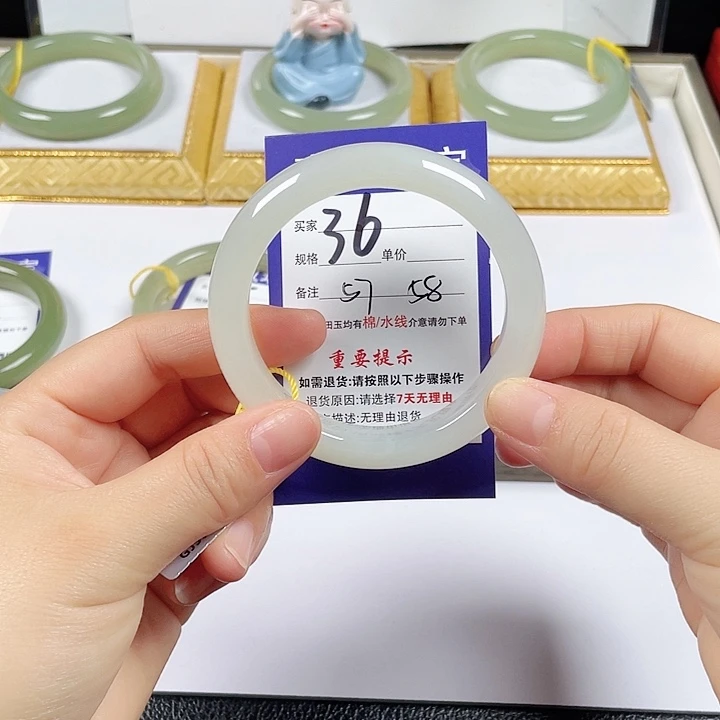 买家 36
规格 单价
备注 57 58
田玉均有棉/水线介意请勿下单
重要提示
如需退货:请按照以下步骤操作
退货原因:请选择7天无理由
描述:无理由退货